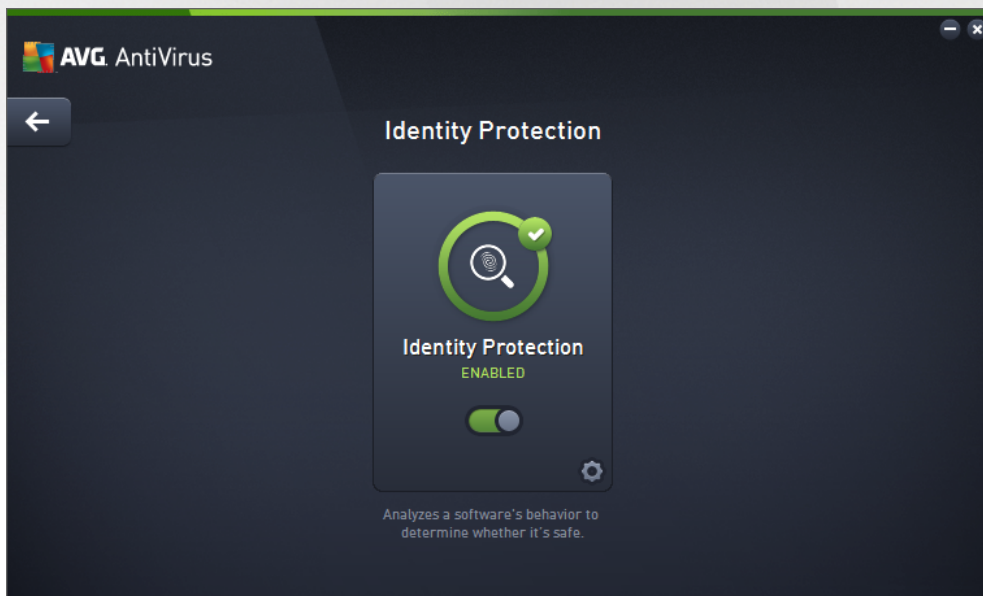 AVG. AntiVirus
Identity Protection
Identity Protection
ENABLED
Analyzes a software's behavior to
determine whether it's safe.